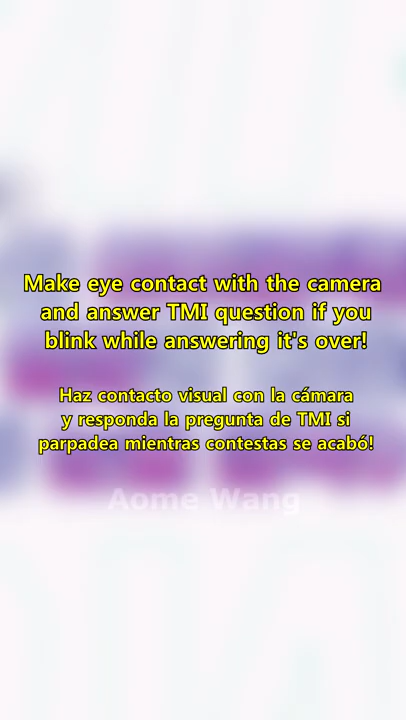 Make eye contact with the camera
and answer TMI question if you
blink while answering it's over!
Haz contacto visual con la cámara
y responda la pregunta de TMI si
parpadea mientras contestas se acabó!
Aome Wang